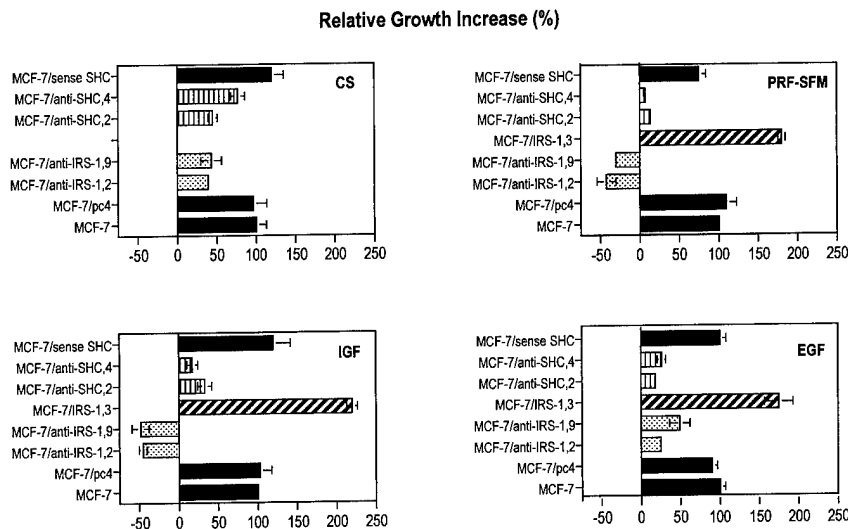 Relative Growth Increase (%)
CS
MCF-7/sense SHC
MCF-7/anti-SHC,4
MCF-7/anti-SHC,2
MCF-7/anti-IRS-1,9
MCF-7/anti-IRS-1,2
MCF-7/pc4
MCF-7
-50 0 50 100 150 200 250
PRF-SFM
MCF-7/sense SHC
MCF-7/anti-SHC,4
MCF-7/anti-SHC,2
MCF-7/IRS-1,3
MCF-7/anti-IRS-1,9
MCF-7/anti-IRS-1,2
MCF-7/pc4
MCF-7
-50 0 50 100 150 200 250
IGF
MCF-7/sense SHC
MCF-7/anti-SHC,4
MCF-7/anti-SHC,2
MCF-7/IRS-1,3
MCF-7/anti-IRS-1,9
MCF-7/anti-IRS-1,2
MCF-7/pc4
MCF-7
-50 0 50 100 150 200 250
EGF
MCF-7/sense SHC
MCF-7/anti-SHC,4
MCF-7/anti-SHC,2
MCF-7/IRS-1,3
MCF-7/anti-IRS-1,9
MCF-7/anti-IRS-1,2
MCF-7/pc4
MCF-7
-50 0 50 100 150 200 250